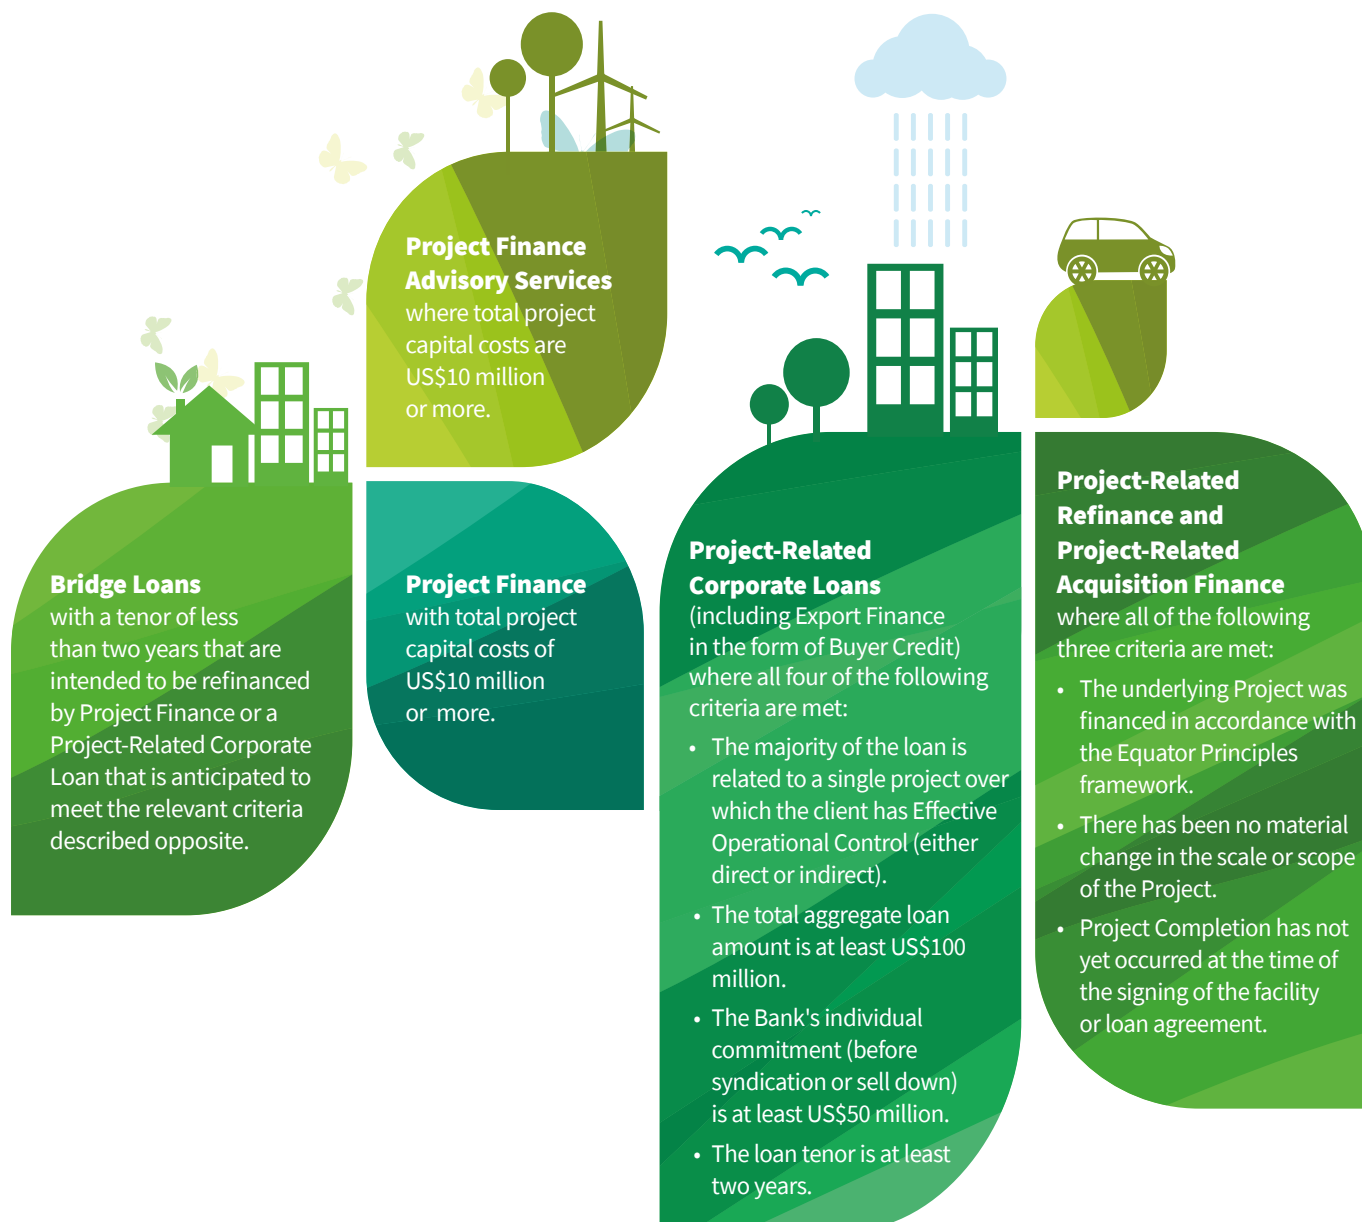 Project Finance
Advisory Services
where total project
capital costs are
US$10 million
or more.
Bridge Loans
with a tenor of less
than two years that are
intended to be refinanced
by Project Finance or a
Project-Related Corporate
Loan that is anticipated to
meet the relevant criteria
described opposite.
Project Finance
with total project
capital costs of
US$10 million
or more.
Project-Related
Corporate Loans
(including Export Finance
in the form of Buyer Credit)
where all four of the following
criteria are met:
• The majority of the loan is
related to a single project over
which the client has Effective
Operational Control (either
direct or indirect).
• The total aggregate loan
amount is at least US$100
million.
• The Bank's individual
commitment (before
syndication or sell down)
is at least US$50 million.
• The loan tenor is at least
two years.
Project-Related
Refinance and
Project-Related
Acquisition Finance
where all of the following
three criteria are met:
• The underlying Project was
financed in accordance with
the Equator Principles
framework.
• There has been no material
change in the scale or scope
of the Project.
• Project Completion has not
yet occurred at the time of
the signing of the facility
or loan agreement.